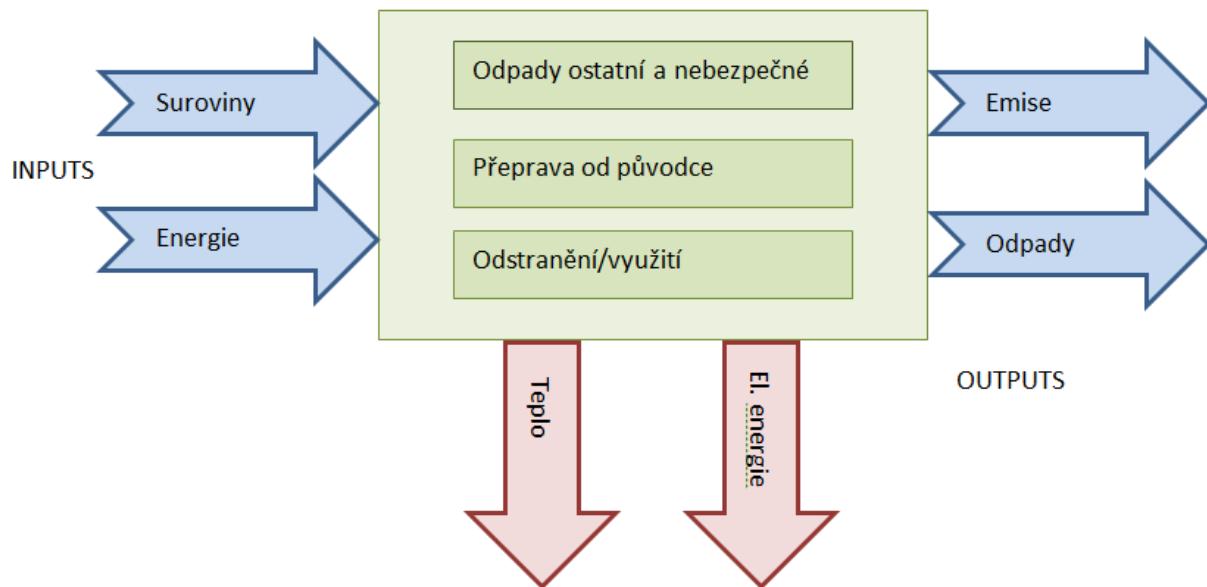 INPUTS
Suroviny
Energie
Odpady ostatní a nebezpečné
Přeprava od původce
Odstranění/využití
Emise
Odpady
OUTPUTS
Teplo
El. energie